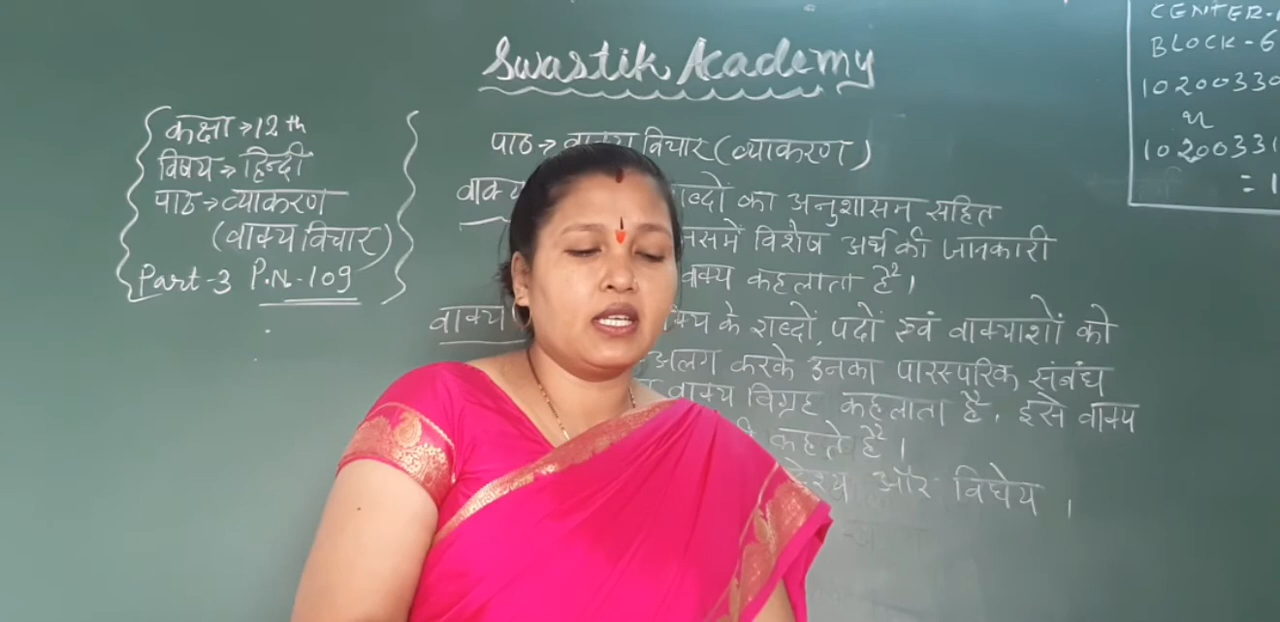 Swastik Academy
कक्षा → 12 th
विषय → हिन्दी
पाठ → व्याकरण
(वाक्य विचार)
Part-3 P.N.-109
पाठ → वाक्य विचार (व्याकरण)
वाक्य ब्दों का अनुशासन सहित
समें विशेष अर्थ की जानकारी
वाक्य कहलाता है।
वाक्य क्य के शब्दों, पदों एवं वाक्याशों को
अलग करके उनका पारस्परिक संबंध
वाक्य विग्रह कहलाता है, इसे वाक्य
कहते है।
देश्य और विधेय ।
CENTER-
BLOCK-6
10200330
10200331
= 1